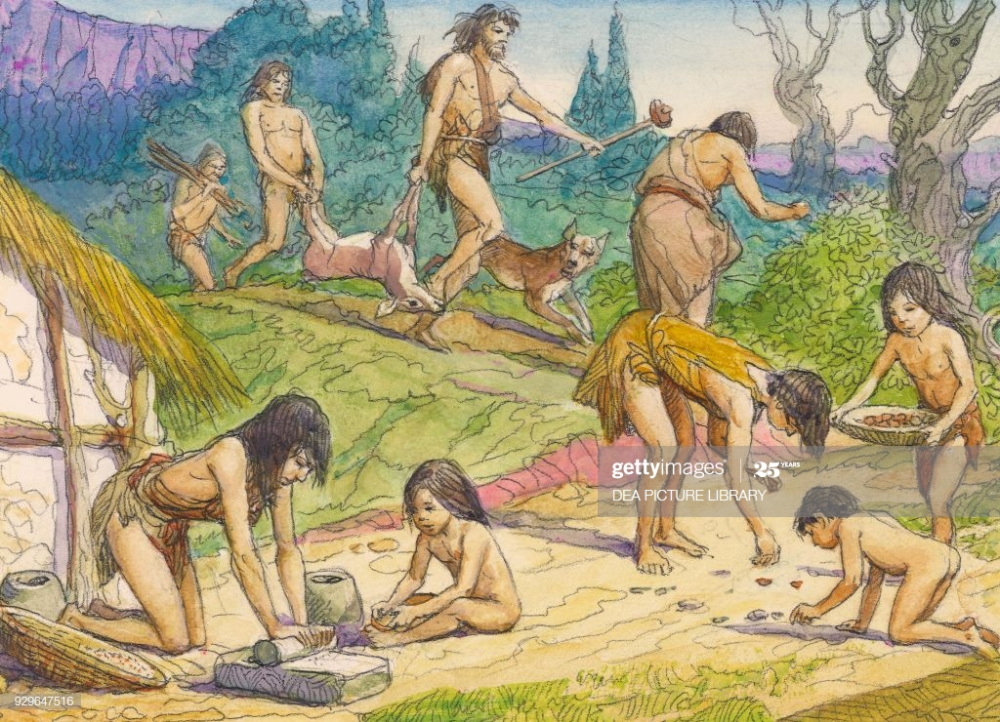 gettyimages 25 YEARS
DEA PICTURE LIBRARY
929647516